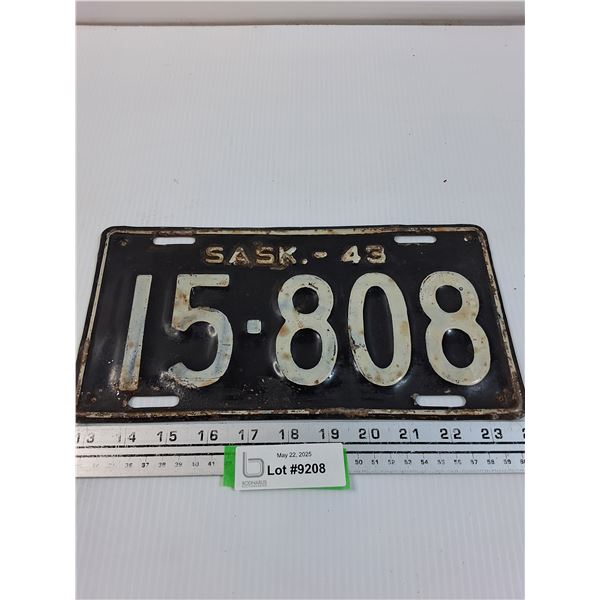 SASK. - 43
15-808
13 14 15 16 17 18 19 20 21 22 23
May 22, 2025
Lot #9208
BODNARUS